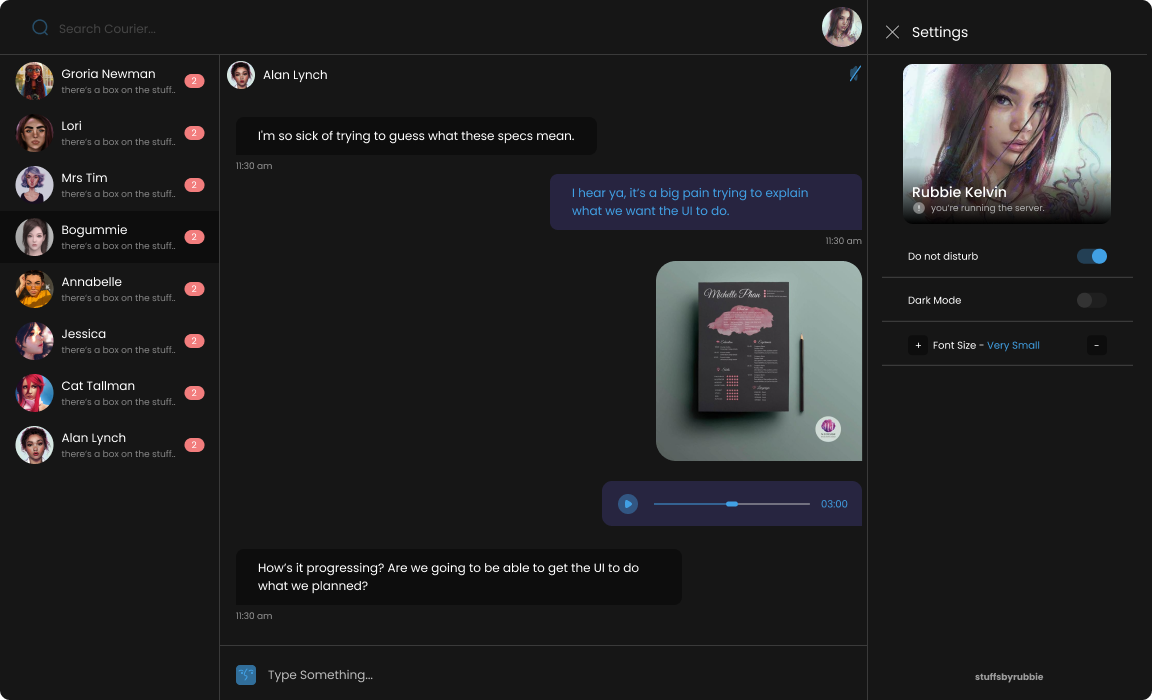 Search Courier...
Settings
Groria Newman
there's a box on the stuff..
2
Lori
there's a box on the stuff..
2
Mrs Tim
there's a box on the stuff..
2
Bogummie
there's a box on the stuff..
2
Annabelle
there's a box on the stuff..
2
Jessica
there's a box on the stuff..
2
Cat Tallman
there's a box on the stuff..
2
Alan Lynch
there's a box on the stuff..
2
Alan Lynch
I'm so sick of trying to guess what these specs mean.
11:30 am
I hear ya, it's a big pain trying to explain
what we want the UI to do.
11:30 am
Michelle Phan
03:00
How's it progressing? Are we going to be able to get the UI to do
what we planned?
11:30 am
Type Something...
Rubbie Kelvin
you're running the server.
Do not disturb
Dark Mode
+ Font Size - Very Small -
stuffsbyrubbie